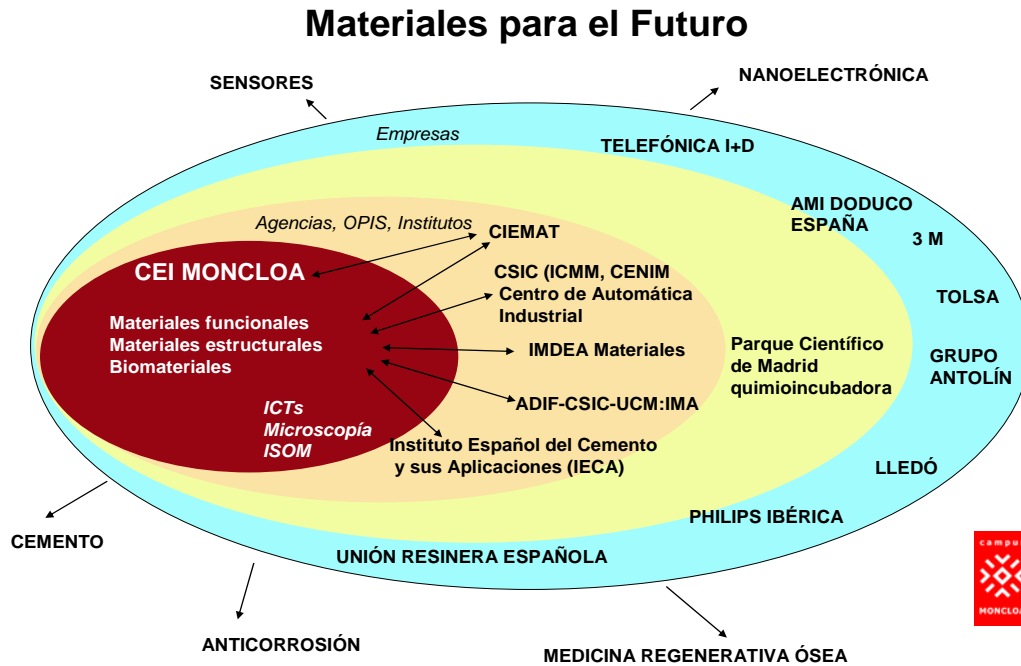 Materiales para el Futuro
SENSORES
NANOELECTRÓNICA
Empresas
TELEFÓNICA I+D
AMI DODUCO
ESPAÑA
3 M
TOLSA
GRUPO
ANTOLÍN
LLEDÓ
PHILIPS IBÉRICA
UNIÓN RESINERA ESPAÑOLA
Agencias, OPIS, Institutos
CIEMAT
CSIC (ICMM, CENIM
Centro de Automática
Industrial
IMDEA Materiales
ADIF-CSIC-UCM:IMA
Instituto Español del Cemento
y sus Aplicaciones (IECA)
Parque Científico
de Madrid
quimioincubadora
CEI MONCLOA
Materiales funcionales
Materiales estructurales
Biomateriales
ICTs
Microscopía
ISOM
CEMENTO
ANTICORROSIÓN
MEDICINA REGENERATIVA ÓSEA
campu
MONCLOA